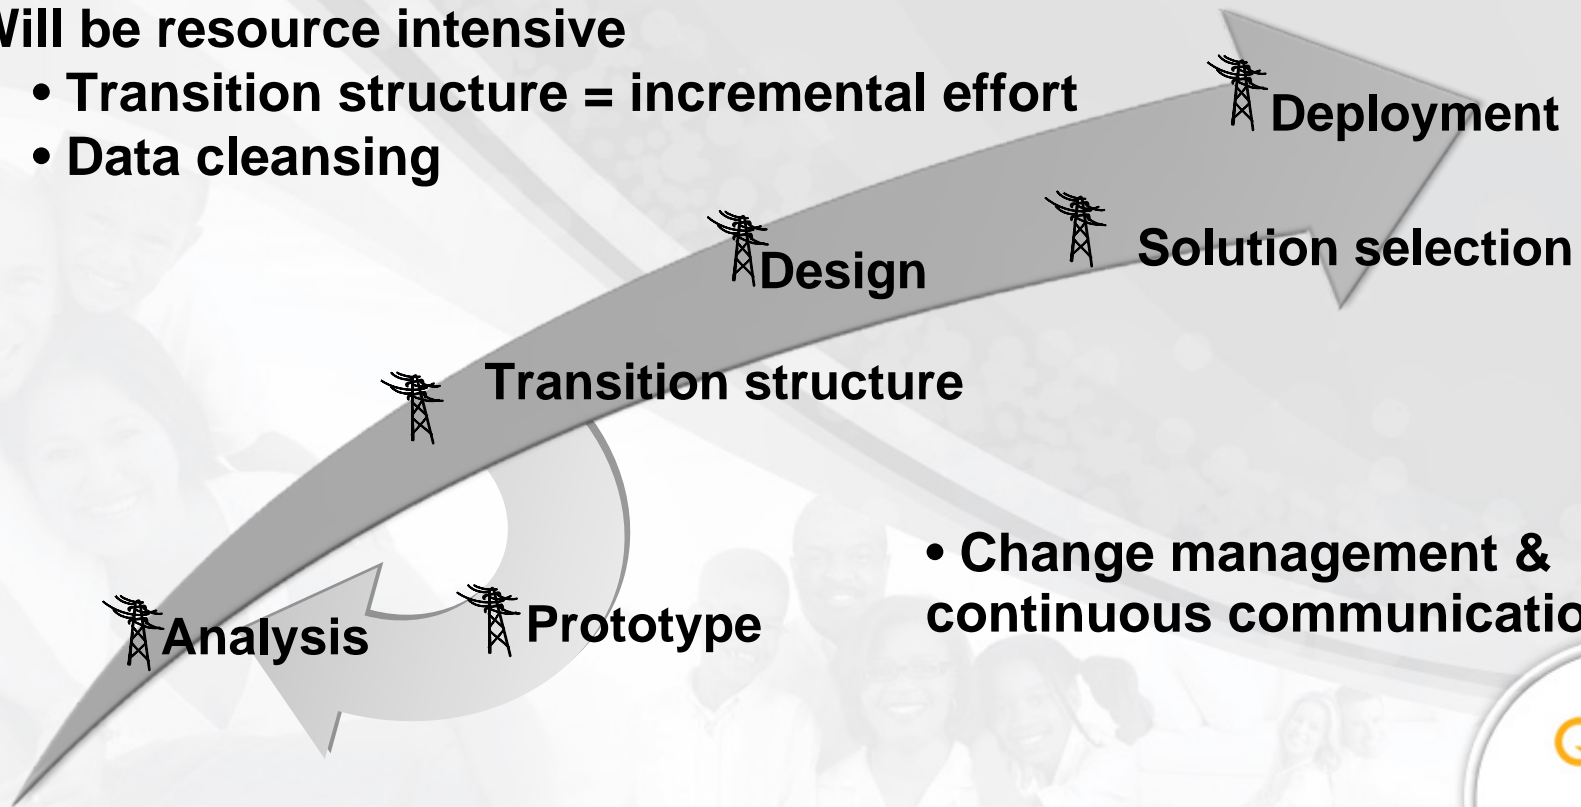 Will be resource intensive
• Transition structure = incremental effort
• Data cleansing
Deployment
Solution selection
Design
Transition structure
• Change management &
continuous communicatio
Prototype
Analysis